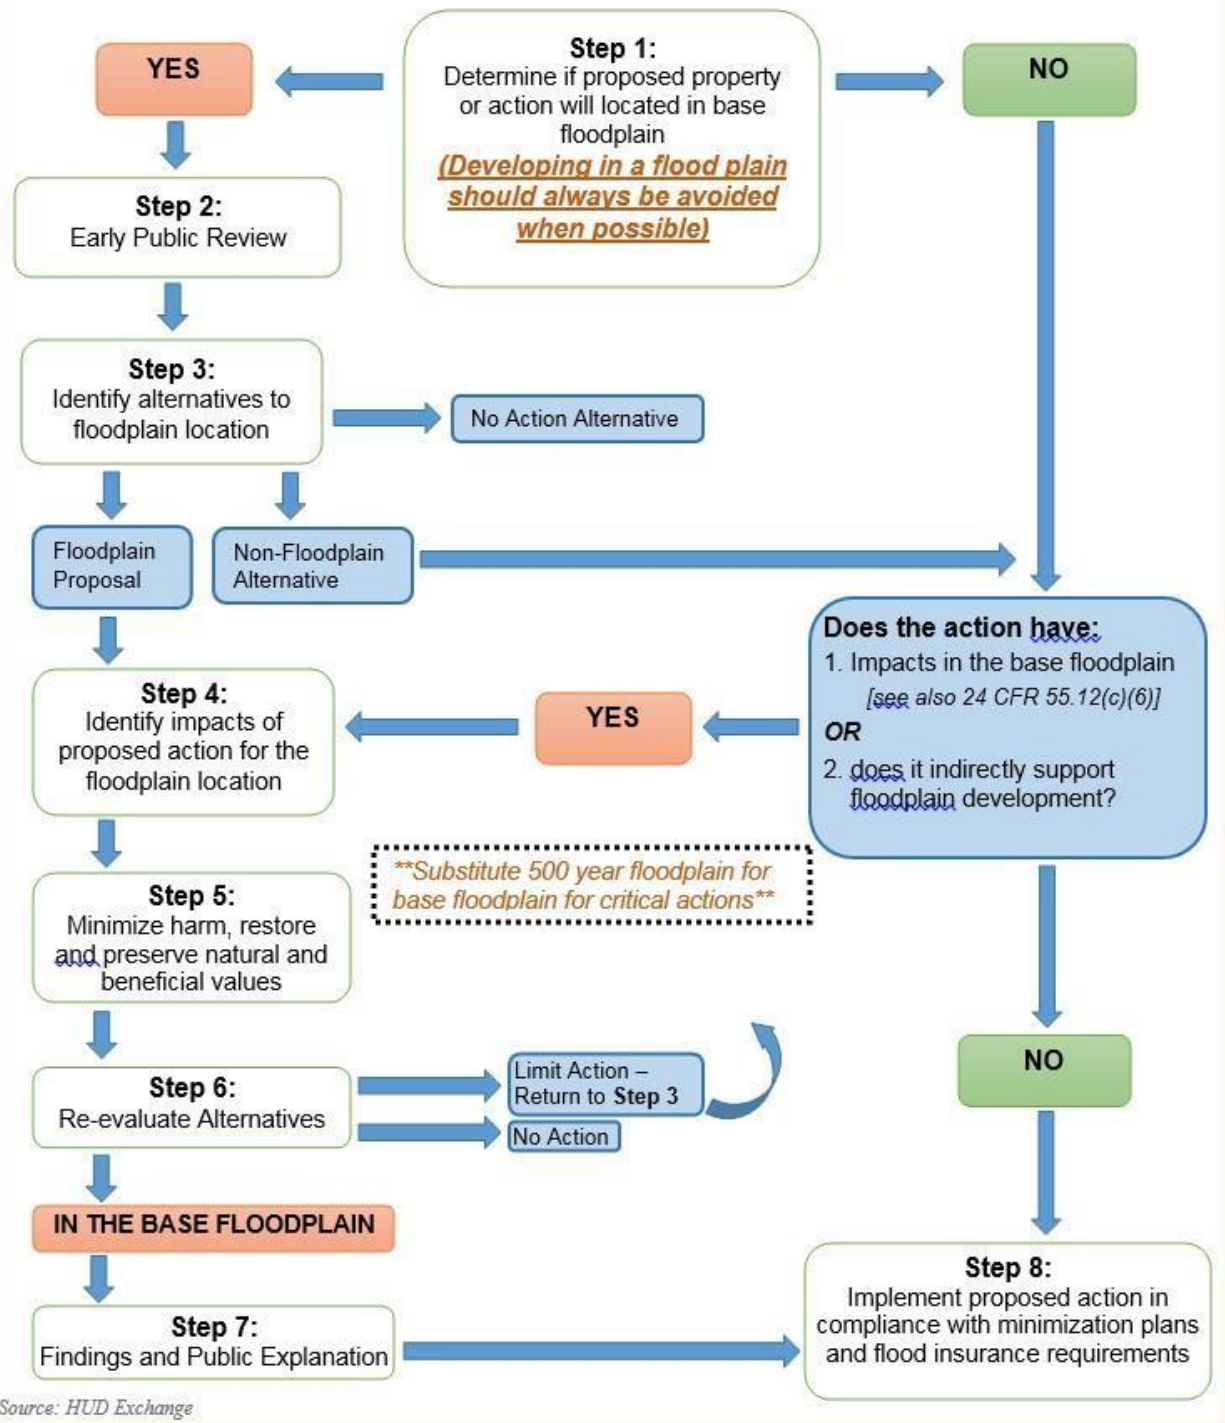 YES
Step 1:
Determine if proposed property
or action will located in base
floodplain
(Developing in a flood plain
should always be avoided
when possible)
NO
Step 2:
Early Public Review
Step 3:
Identify alternatives to
floodplain location
No Action Alternative
Floodplain
Proposal
Non-Floodplain
Alternative
Does the action have:
1. Impacts in the base floodplain
[see also 24 CFR 55.12(c)(6)]
OR
2. does it indirectly support
floodplain development?
YES
Step 4:
Identify impacts of
proposed action for the
floodplain location
**Substitute 500 year floodplain for
base floodplain for critical actions**
Step 5:
Minimize harm, restore
and preserve natural and
beneficial values
NO
Step 6:
Re-evaluate Alternatives
Limit Action –
Return to Step 3
No Action
IN THE BASE FLOODPLAIN
Step 7:
Findings and Public Explanation
Step 8:
Implement proposed action in
compliance with minimization plans
and flood insurance requirements
Source: HUD Exchange